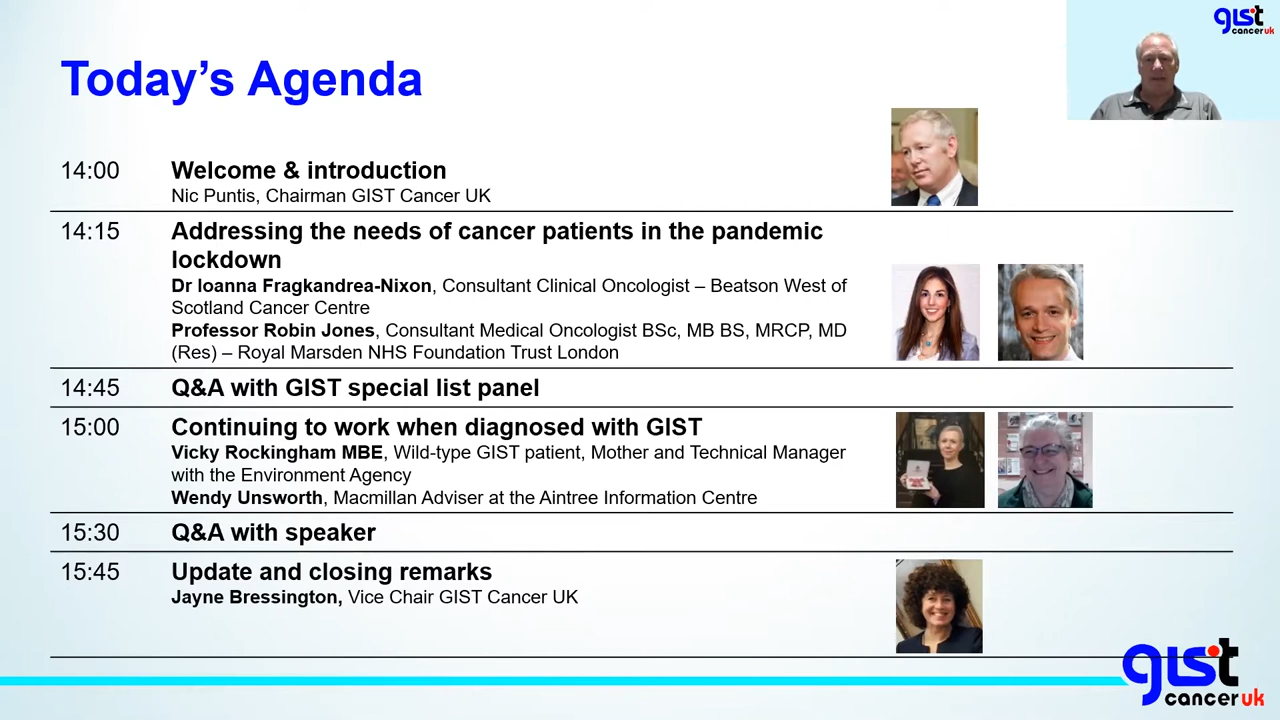 gist
cancer uk
Today's Agenda
14:00 Welcome & introduction
Nic Puntis, Chairman GIST Cancer UK
14:15 Addressing the needs of cancer patients in the pandemic
lockdown
Dr Ioanna Fragkandrea-Nixon, Consultant Clinical Oncologist – Beatson West of
Scotland Cancer Centre
Professor Robin Jones, Consultant Medical Oncologist BSc, MB BS, MRCP, MD
(Res) – Royal Marsden NHS Foundation Trust London
14:45 Q&A with GIST special list panel
15:00 Continuing to work when diagnosed with GIST
Vicky Rockingham MBE, Wild-type GIST patient, Mother and Technical Manager
with the Environment Agency
Wendy Unsworth, Macmillan Adviser at the Aintree Information Centre
15:30 Q&A with speaker
15:45 Update and closing remarks
Jayne Bressington, Vice Chair GIST Cancer UK
gist
cancer uk